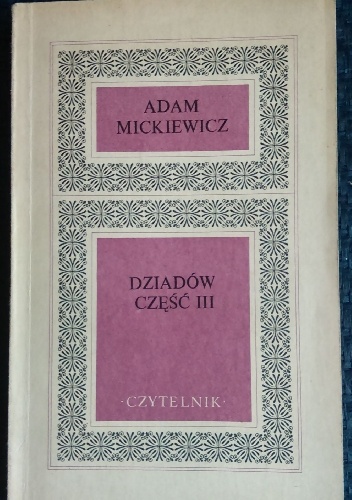 ADAM
MICKIEWICZ
DZIADÓW
CZĘŚĆ III
·CZYTELNIK·